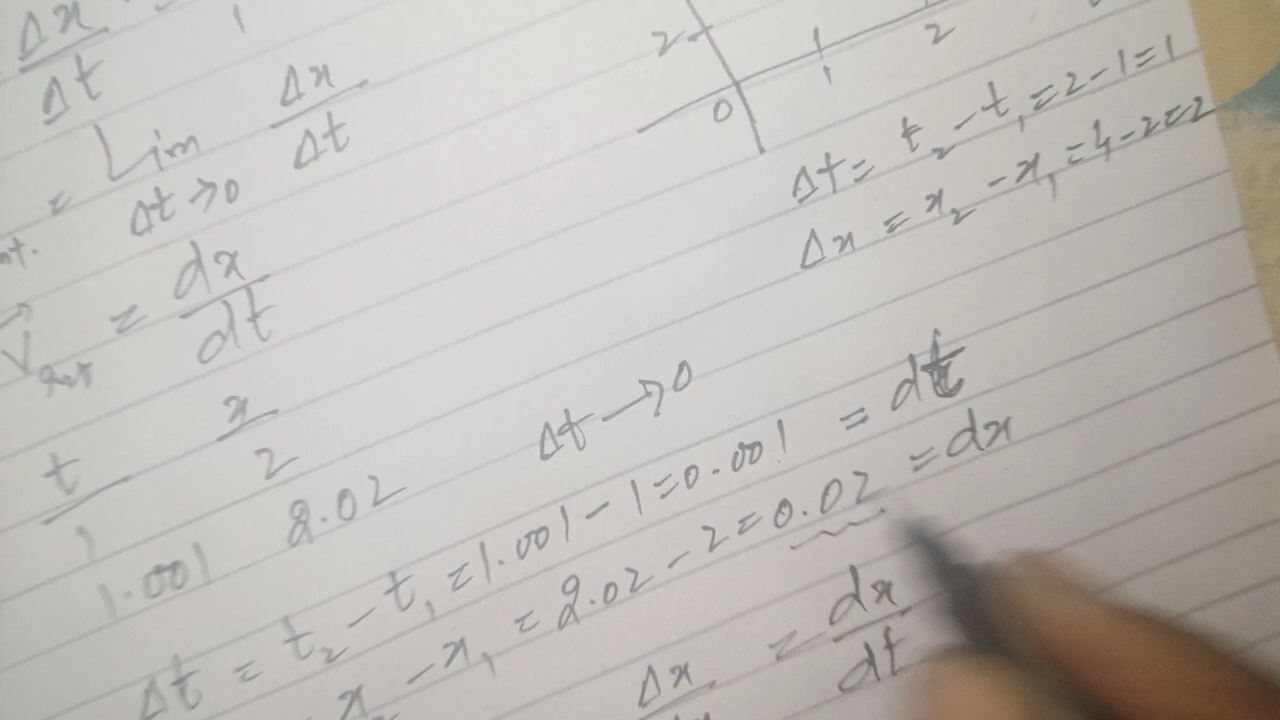 Δx
Δt
1
= Lim Δx
Δt→0 Δt
V = dx
dt
2
0 1 2
Δt = t₂ - t₁ = 2 - 1 = 1
Δx = x₂ - x₁ = 4 - 2 = 2
t x
1 2
1.001 2.02
Δt → 0
Δt = t₂ - t₁ = 1.001 - 1 = 0.001 = dt
x - x₁ = 2.02 - 2 = 0.02 = dx
Δx = dx
dt